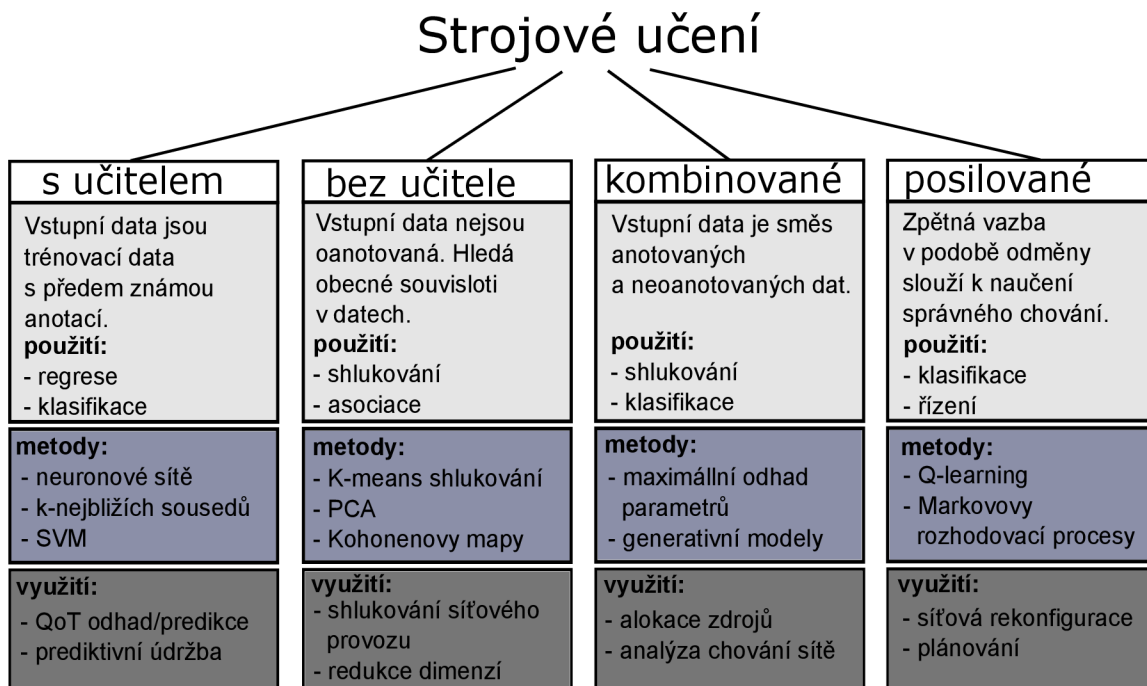 Strojové učení
s učitelem
Vstupní data jsou
trénovací data
s předem známou
anotací.
použití:
- regrese
- klasifikace
metody:
- neuronové sítě
- k-nejbližších sousedů
- SVM
využití:
- QoT odhad/predikce
- prediktivní údržba
bez učitele
Vstupní data nejsou
oanotovaná. Hledá
obecné souvisloti
v datech.
použití:
- shlukování
- asociace
metody:
- K-means shlukování
- PCA
- Kohonenovy mapy
využití:
- shlukování síťového
provozu
- redukce dimenzí
kombinované
Vstupní data je směs
anotovaných
a neoanotovaných dat.
použití:
- shlukování
- klasifikace
metody:
- maximállní odhad
parametrů
- generativní modely
využití:
- alokace zdrojů
- analýza chování sítě
posilované
Zpětná vazba
v podobě odměny
slouží k naučení
správného chování.
použití:
- klasifikace
- řízení
metody:
- Q-learning
- Markovovy
rozhodovací procesy
využití:
- síťová rekonfigurace
- plánování